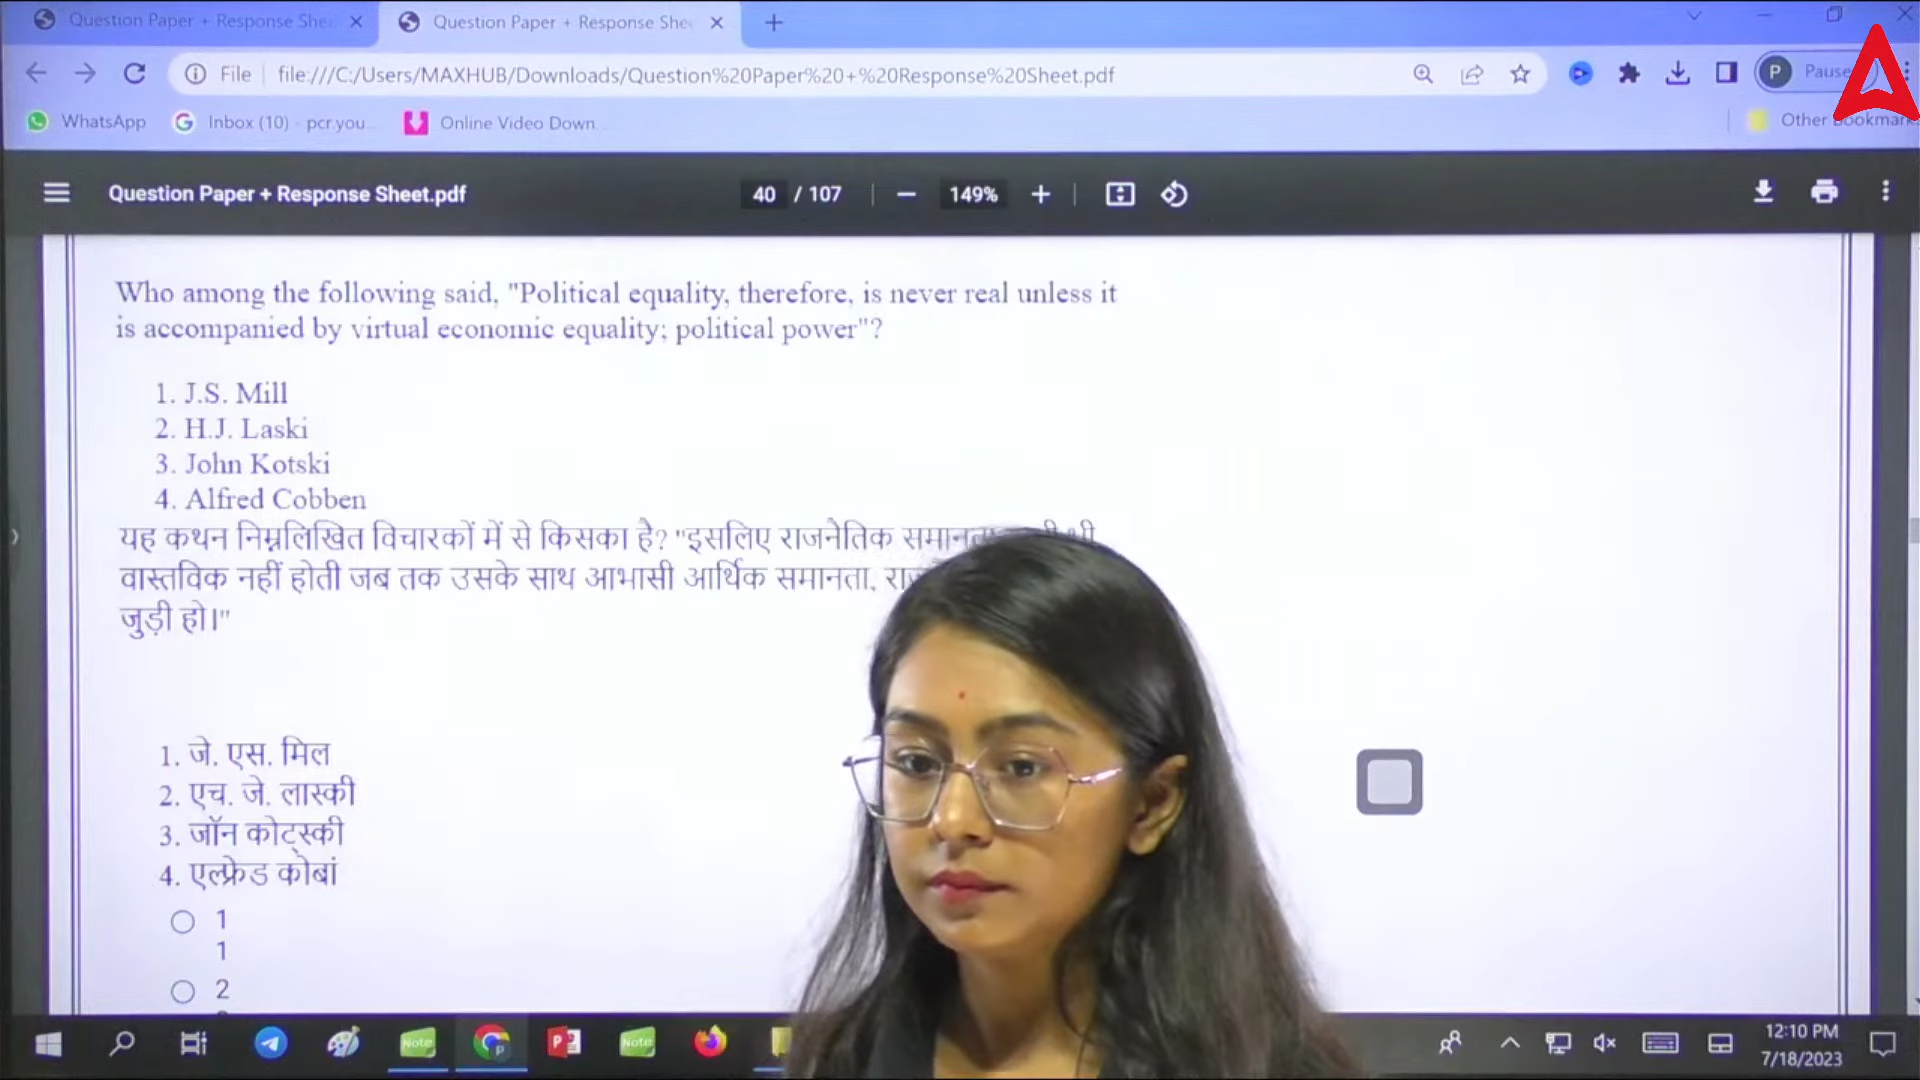 Question Paper + Response She
Question Paper + Response She
File
file:///C:/Users/MAXHUB/Downloads/Question%20Paper%20+%20Response%20Sheet.pdf
P
Pause
WhatsApp
Inbox (10) - pcr.you
Online Video Down
Other Bookmark
Question Paper + Response Sheet.pdf
40 / 107
149%
Who among the following said, "Political equality, therefore, is never real unless it
is accompanied by virtual economic equality; political power"?
1. J.S. Mill
2. H.J. Laski
3. John Kotski
4. Alfred Cobben
यह कथन निम्नलिखित विचारकों में से किसका है? "इसलिए राजनैतिक
वास्तविक नहीं होती जब तक उसके साथ आभासी आर्थिक समानता,
जुड़ी हो।"
1. जे. एस. मिल
2. एच. जे. लास्की
3. जॉन कोट्स्की
4. एल्फ्रेड कोबां
1
1
2
Note
Note
12:10 PM
7/18/2023